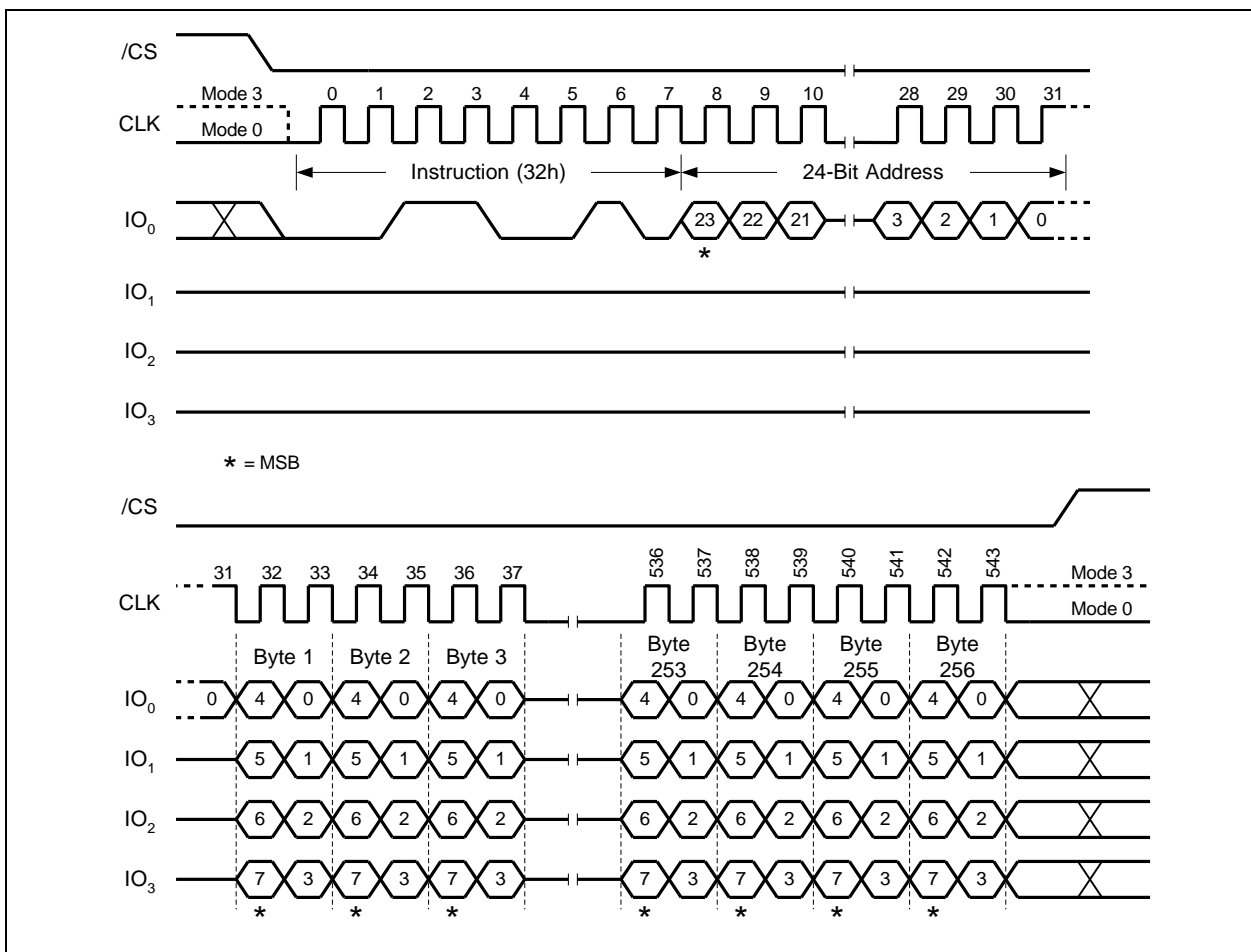 /CS
Mode 3 0 1 2 3 4 5 6 7 8 9 10 28 29 30 31
CLK
Mode 0
Instruction (32h) 24-Bit Address
IO0 23 22 21 3 2 1 0
*
IO1
IO2
IO3
* = MSB
/CS
31 32 33 34 35 36 37 536 537 538 539 540 541 542 543
Mode 3
CLK
Mode 0
Byte 1 Byte 2 Byte 3 Byte 253 Byte 254 Byte 255 Byte 256
IO0 0 4 0 4 0 4 0 4 0 4 0 4 0 4 0
IO1 5 1 5 1 5 1 5 1 5 1 5 1 5 1
IO2 6 2 6 2 6 2 6 2 6 2 6 2 6 2
IO3 7 3 7 3 7 3 7 3 7 3 7 3 7 3
* * * * * * *